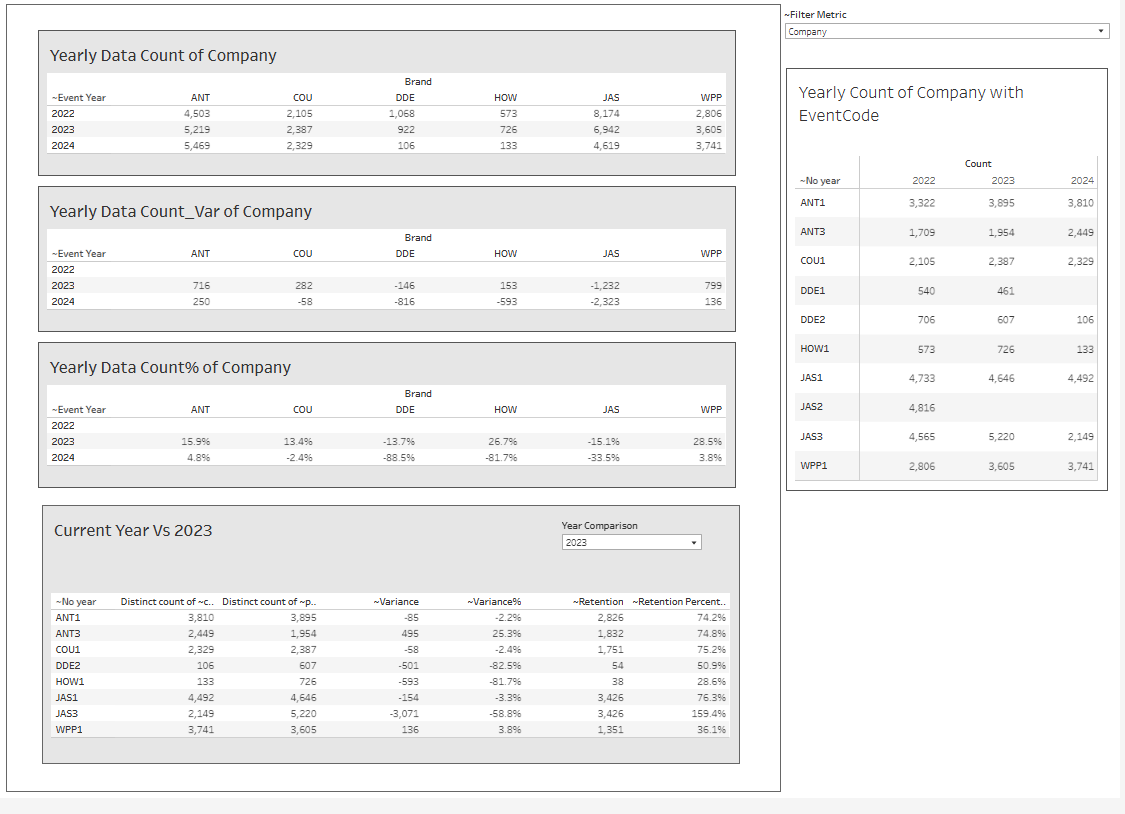 ~Filter Metric
Company
Yearly Data Count of Company
Brand
~Event Year ANT COU DDE HOW JAS WPP
2022 4,503 2,105 1,068 573 8,174 2,806
2023 5,219 2,387 922 726 6,942 3,605
2024 5,469 2,329 106 133 4,619 3,741
Yearly Data Count_Var of Company
Brand
~Event Year ANT COU DDE HOW JAS WPP
2022
2023 716 282 -146 153 -1,232 799
2024 250 -58 -816 -593 -2,323 136
Yearly Data Count% of Company
Brand
~Event Year ANT COU DDE HOW JAS WPP
2022
2023 15.9% 13.4% -13.7% 26.7% -15.1% 28.5%
2024 4.8% -2.4% -88.5% -81.7% -33.5% 3.8%
Current Year Vs 2023
Year Comparison
2023
~No year Distinct count of ~c.. Distinct count of ~p.. ~Variance ~Variance% ~Retention ~Retention Percent..
ANT1 3,810 3,895 -85 -2.2% 2,826 74.2%
ANT3 2,449 1,954 495 25.3% 1,832 74.8%
COU1 2,329 2,387 -58 -2.4% 1,751 75.2%
DDE2 106 607 -501 -82.5% 54 50.9%
HOW1 133 726 -593 -81.7% 38 28.6%
JAS1 4,492 4,646 -154 -3.3% 3,426 76.3%
JAS3 2,149 5,220 -3,071 -58.8% 3,426 159.4%
WPP1 3,741 3,605 136 3.8% 1,351 36.1%
Yearly Count of Company with
EventCode
Count
~No year 2022 2023 2024
ANT1 3,322 3,895 3,810
ANT3 1,709 1,954 2,449
COU1 2,105 2,387 2,329
DDE1 540 461
DDE2 706 607 106
HOW1 573 726 133
JAS1 4,733 4,646 4,492
JAS2 4,816
JAS3 4,565 5,220 2,149
WPP1 2,806 3,605 3,741